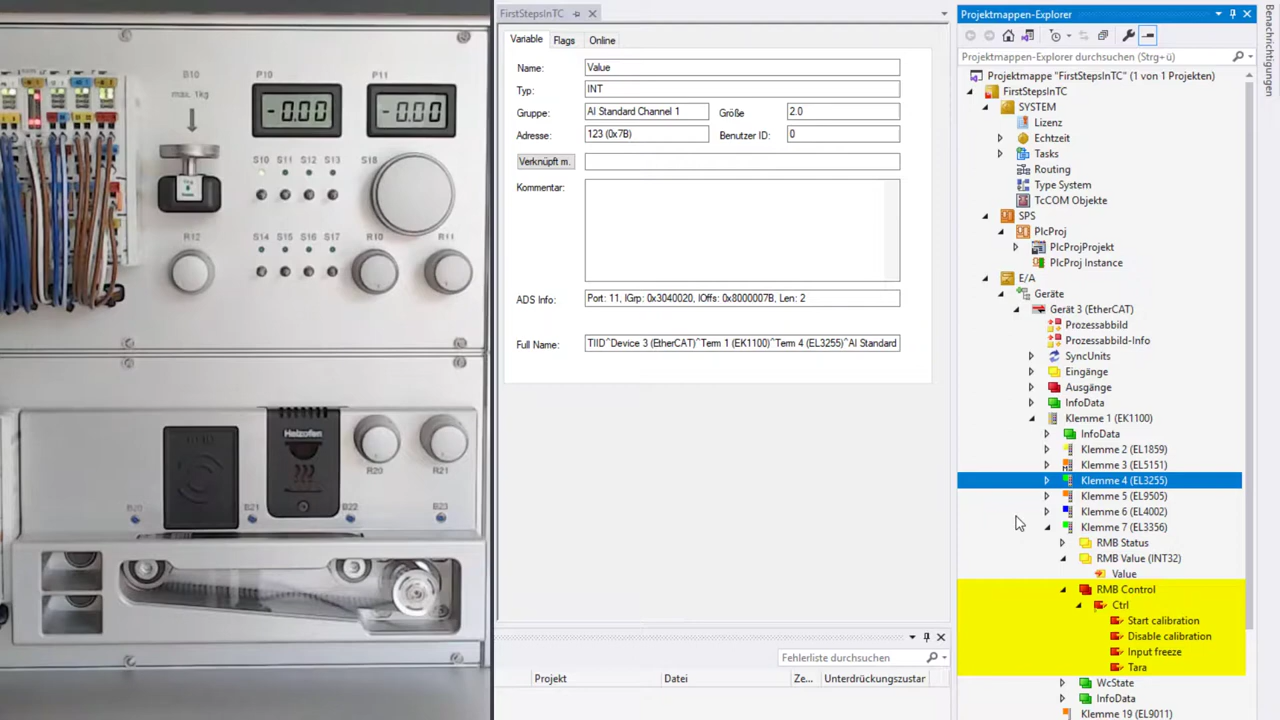 B10
max. 1kg
P10
P11
-0.00
-0.00
S10
S11
S12
S13
S18
S14
S15
S16
S17
R12
R10
R11
Heizofen
R20
R21
B20
B21
B22
B23
FirstStepsInTC
Variable
Flags
Online
Name:
Value
Typ:
INT
Gruppe:
AI Standard Channel 1
Größe
2.0
Adresse:
123 (0x7B)
Benutzer ID:
0
Verknüpft m.
Kommentar:
ADS Info:
Port: 11, IGrp: 0x3040020, IOffs: 0x8000007B, Len: 2
Full Name:
TIID^Device 3 (EtherCAT)^Term 1 (EK1100)^Term 4 (EL3255)^AI Standard
Fehlerliste durchsuchen
Projekt
Datei
Ze...
Unterdrückungszustar
Projektmappen-Explorer
Projektmappen-Explorer durchsuchen (Strg+ü)
Projektmappe "FirstStepsInTC" (1 von 1 Projekten)
FirstStepsInTC
SYSTEM
Lizenz
Echtzeit
Tasks
Routing
Type System
TcCOM Objekte
SPS
PlcProj
PlcProjProjekt
PlcProj Instance
E/A
Geräte
Gerät 3 (EtherCAT)
Prozessabbild
Prozessabbild-Info
SyncUnits
Eingänge
Ausgänge
InfoData
Klemme 1 (EK1100)
InfoData
Klemme 2 (EL1859)
Klemme 3 (EL5151)
Klemme 4 (EL3255)
Klemme 5 (EL9505)
Klemme 6 (EL4002)
Klemme 7 (EL3356)
RMB Status
RMB Value (INT32)
Value
RMB Control
Ctrl
Start calibration
Disable calibration
Input freeze
Tara
WcState
InfoData
Klemme 19 (EL9011)
Benachrichtigungen